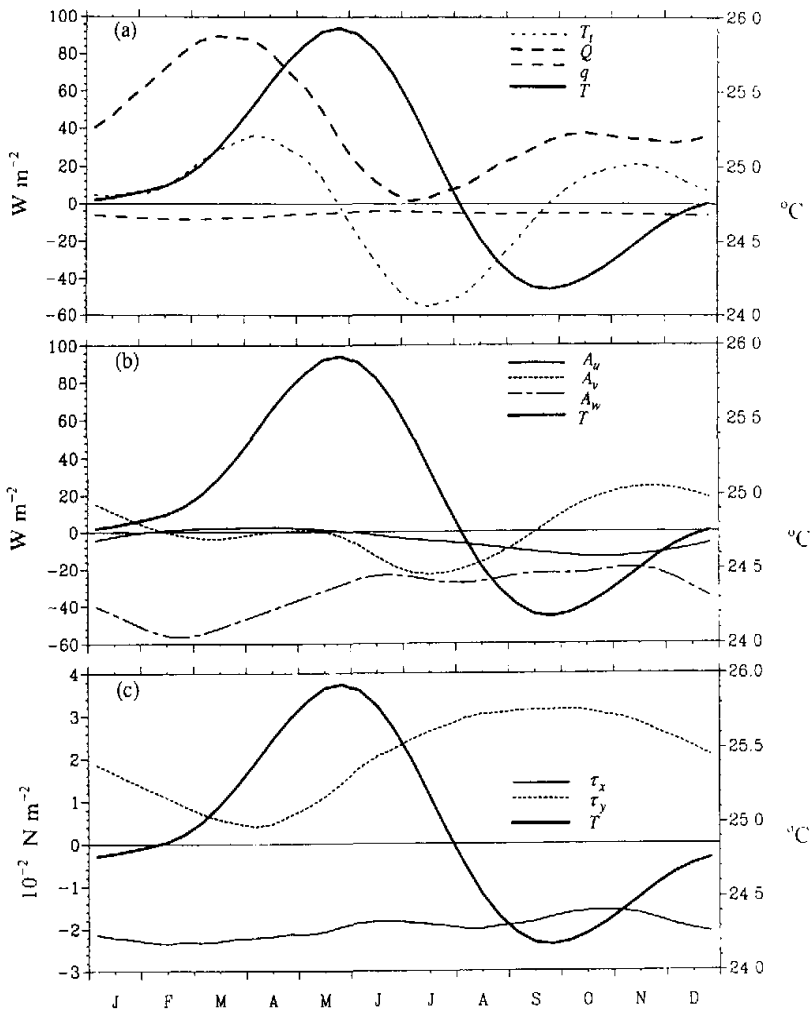 (a)
100
80
60
40
20
0
-20
-40
-60
W m⁻²
T_t
Q
q
T
26 0
25 5
25 0
24 5
24 0
°C
(b)
100
80
60
40
20
0
-20
-40
-60
W m⁻²
A_u
A_v
A_w
T
26 0
25 5
25 0
24 5
24 0
°C
(c)
4
3
2
1
0
-1
-2
-3
10⁻² N m⁻²
τ_x
τ_y
T
26 0
25 5
25 0
24 5
24 0
°C
J F M A M J J A S O N D